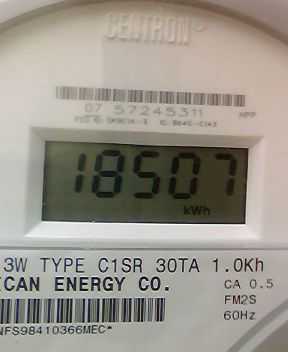 CENTRON®
07 57245311 HPP
18507
kWh
3W TYPE C1SR 30TA 1.0Kh
ICAN ENERGY CO. CA 0.5
FM2S
60Hz
NFS98410366MEC*